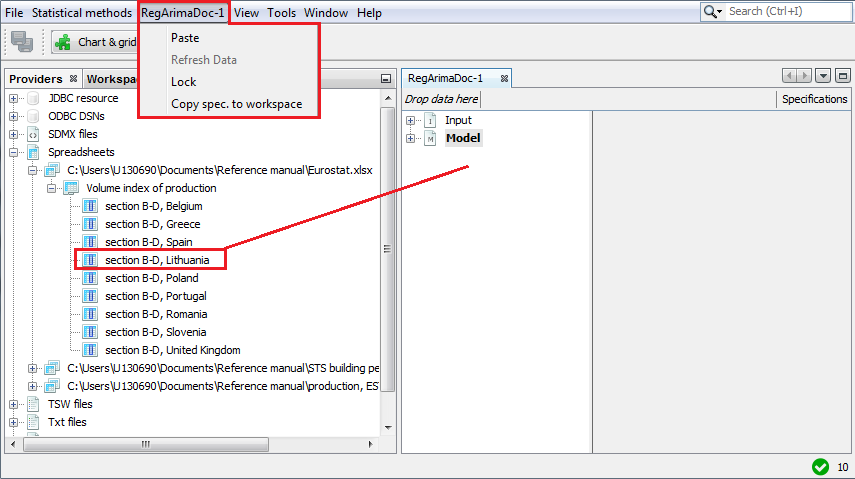 File Statistical methods RegArimaDoc-1 View Tools Window Help Search (Ctrl+I)
Chart & grid
Paste
Refresh Data
Lock
Copy spec. to workspace
Providers Workspa
RegArimaDoc-1
Drop data here Specifications
JDBC resource
ODBC DSNs
SDMX files
Spreadsheets
C:\Users\U130690\Documents\Reference manual\Eurostat.xlsx
Volume index of production
section B-D, Belgium
section B-D, Greece
section B-D, Spain
section B-D, Lithuania
section B-D, Poland
section B-D, Portugal
section B-D, Romania
section B-D, Slovenia
section B-D, United Kingdom
C:\Users\U130690\Documents\Reference manual\STS building pe
C:\Users\U130690\Documents\Reference manual\production, ES
TSW files
Txt files
I Input
M Model
10